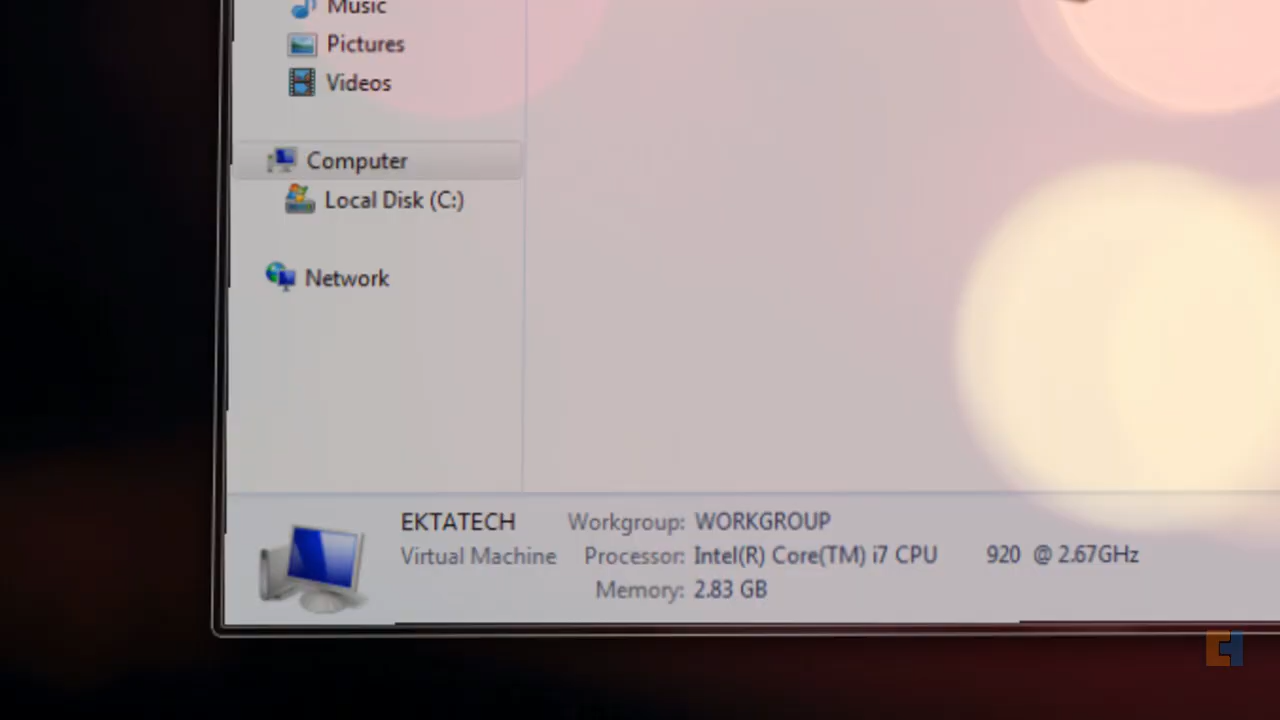 Music
Pictures
Videos
Computer
Local Disk (C:)
Network
EKTATECH Workgroup: WORKGROUP
Virtual Machine Processor: Intel(R) Core(TM) i7 CPU 920 @ 2.67GHz
Memory: 2.83 GB